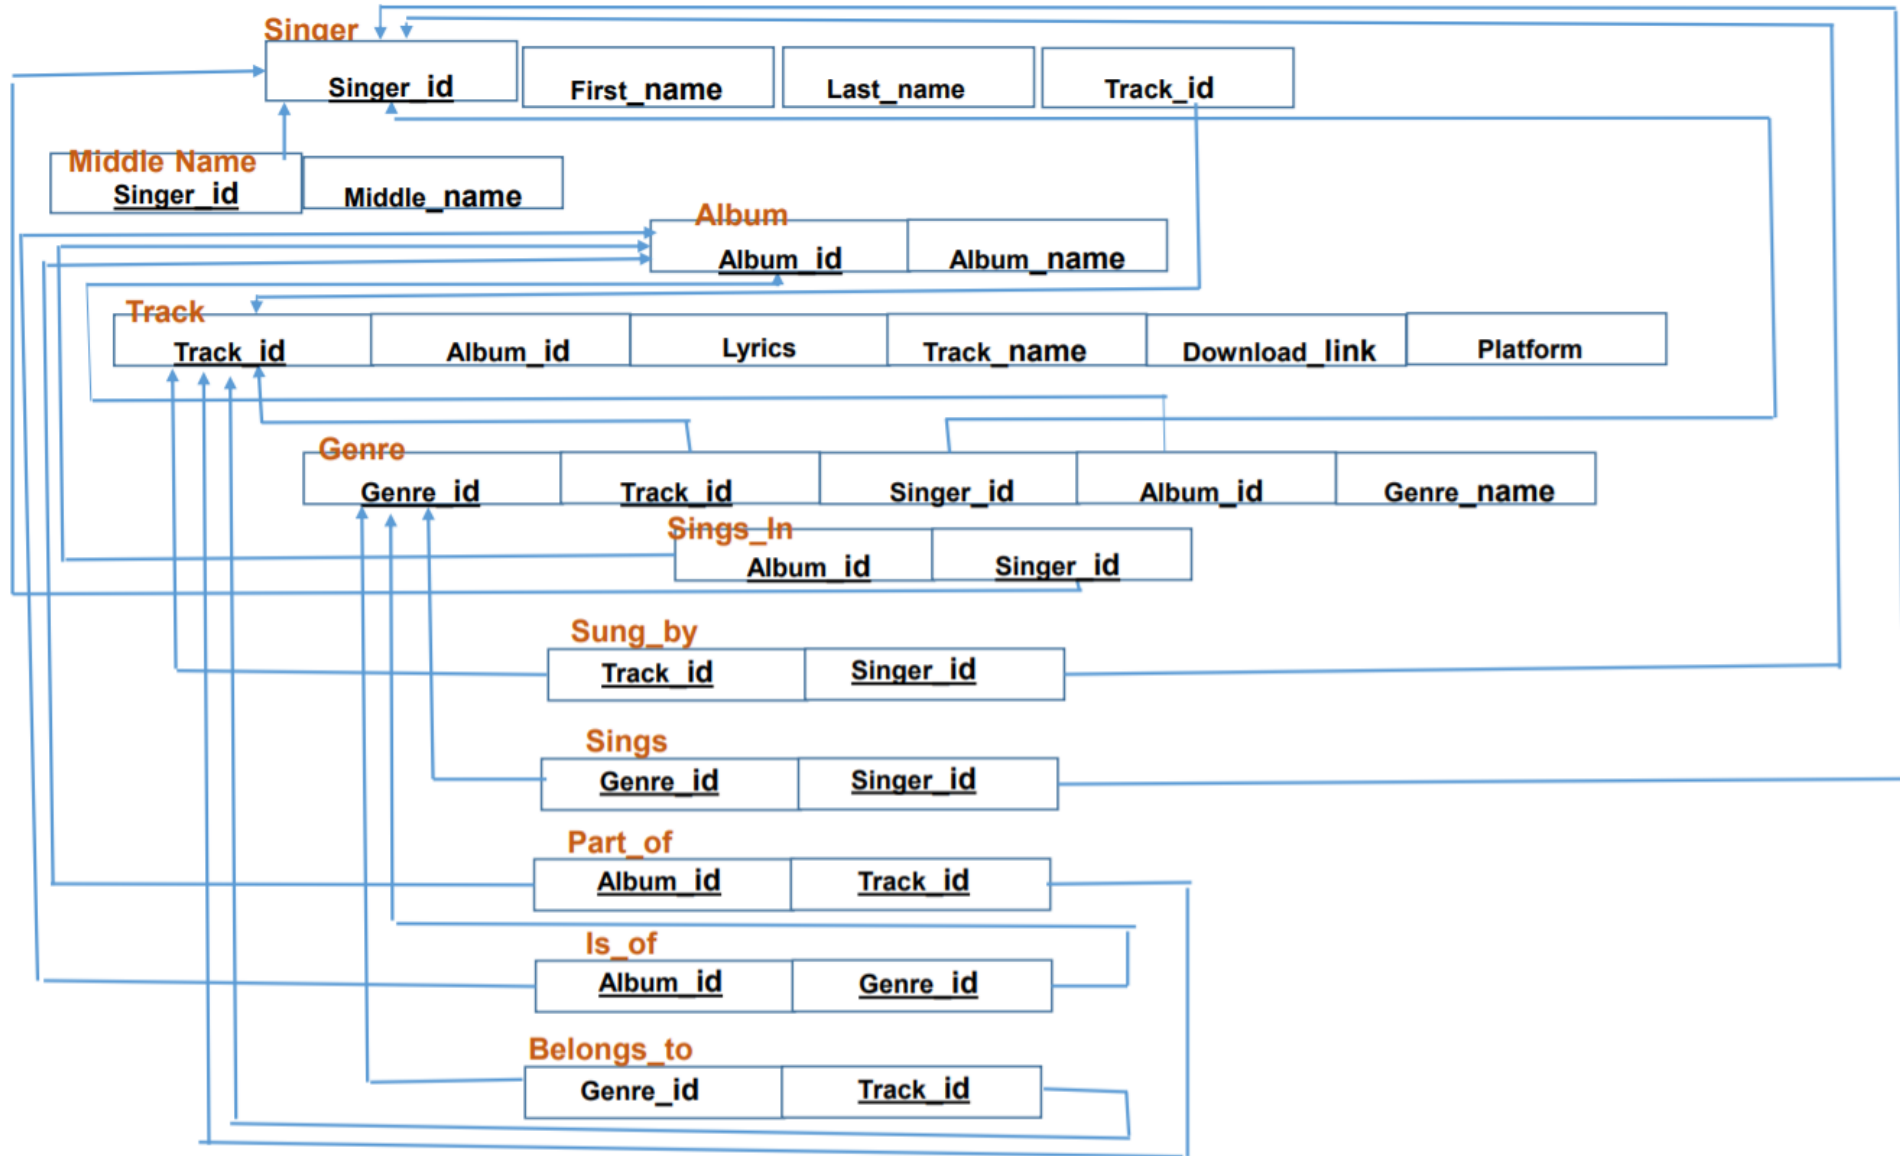 Singer
Singer_id First_name Last_name Track_id
Middle Name
Singer_id Middle_name
Album
Album_id Album_name
Track
Track_id Album_id Lyrics Track_name Download_link Platform
Genre
Genre_id Track_id Singer_id Album_id Genre_name
Sings_In
Album_id Singer_id
Sung_by
Track_id Singer_id
Sings
Genre_id Singer_id
Part_of
Album_id Track_id
Is_of
Album_id Genre_id
Belongs_to
Genre_id Track_id